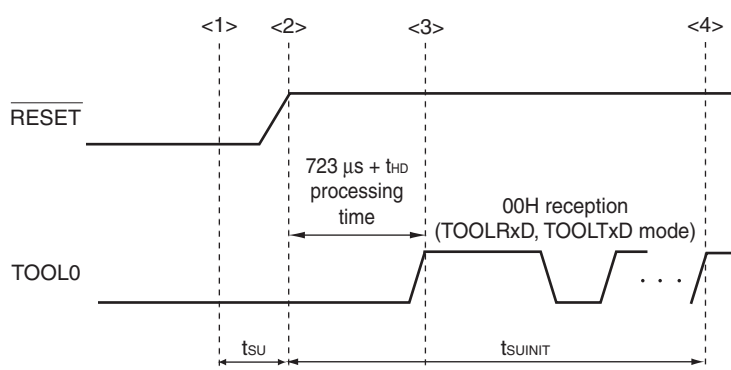 <1> <2> <3> <4>
RESET
723 μs + tHD
processing
time
00H reception
(TOOLRxD, TOOLTxD mode)
TOOL0
. . .
tSU
tSUINIT